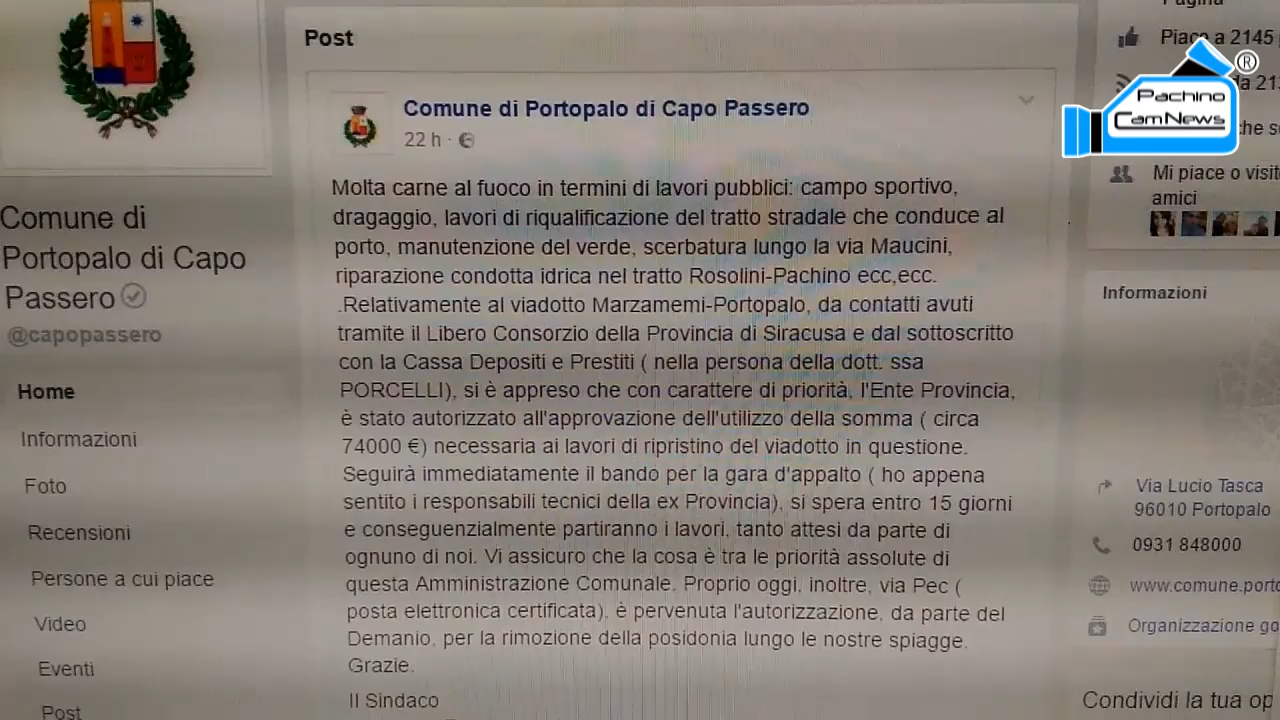 Post
Comune di Portopalo di Capo Passero
22 h
Molta carne al fuoco in termini di lavori pubblici: campo sportivo,
dragaggio, lavori di riqualificazione del tratto stradale che conduce al
porto, manutenzione del verde, scerbatura lungo la via Maucini,
riparazione condotta idrica nel tratto Rosolini-Pachino ecc,ecc.
.Relativamente al viadotto Marzamemi-Portopalo, da contatti avuti
tramite il Libero Consorzio della Provincia di Siracusa e dal sottoscritto
con la Cassa Depositi e Prestiti ( nella persona della dott. ssa
PORCELLI), si è appreso che con carattere di priorità, l'Ente Provincia,
è stato autorizzato all'approvazione dell'utilizzo della somma ( circa
74000 €) necessaria ai lavori di ripristino del viadotto in questione.
Seguirà immediatamente il bando per la gara d'appalto ( ho appena
sentito i responsabili tecnici della ex Provincia), si spera entro 15 giorni
e conseguenzialmente partiranno i lavori, tanto attesi da parte di
ognuno di noi. Vi assicuro che la cosa è tra le priorità assolute di
questa Amministrazione Comunale. Proprio oggi, inoltre, via Pec (
posta elettronica certificata), è pervenuta l'autorizzazione, da parte del
Demanio, per la rimozione della posidonia lungo le nostre spiagge.
Grazie.
Il Sindaco
Comune di
Portopalo di Capo
Passero
@capopassero
Home
Informazioni
Foto
Recensioni
Persone a cui piace
Video
Eventi
Post
Piace a 2145
da 21
Pachino
CamNews
®
che s
Mi piace o visit
amici
Informazioni
Via Lucio Tasca
96010 Portopalo
0931 848000
www.comune.porto
Organizzazione go
Condividi la tua op